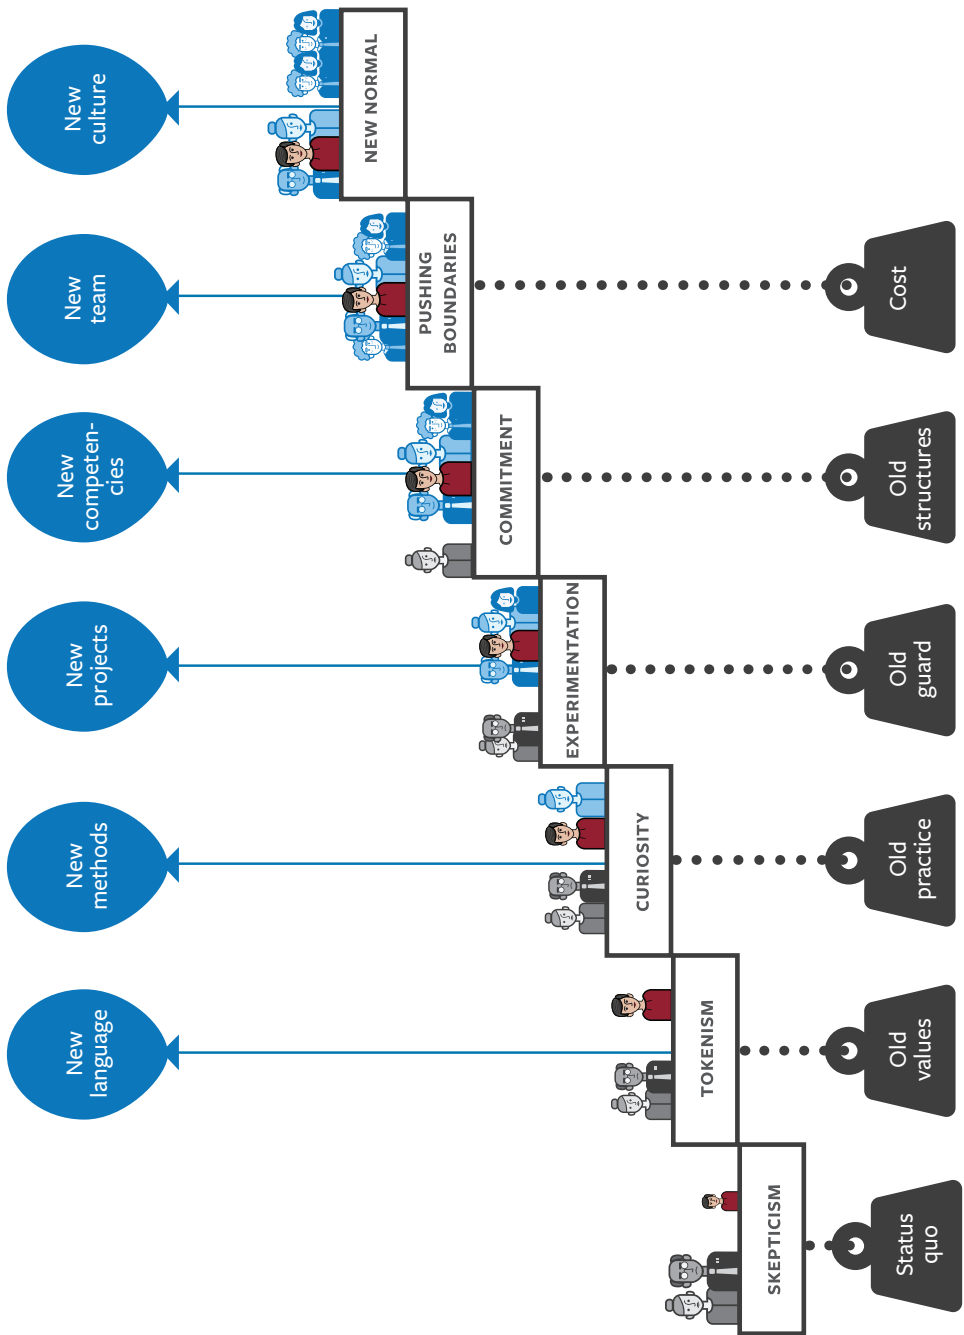 New
language
New
methods
New
projects
New
competen-
cies
New
team
New
culture
SKEPTICISM
TOKENISM
CURIOSITY
EXPERIMENTATION
COMMITMENT
PUSHING
BOUNDARIES
NEW NORMAL
Status
quo
Old
values
Old
practice
Old
guard
Old
structures
Cost